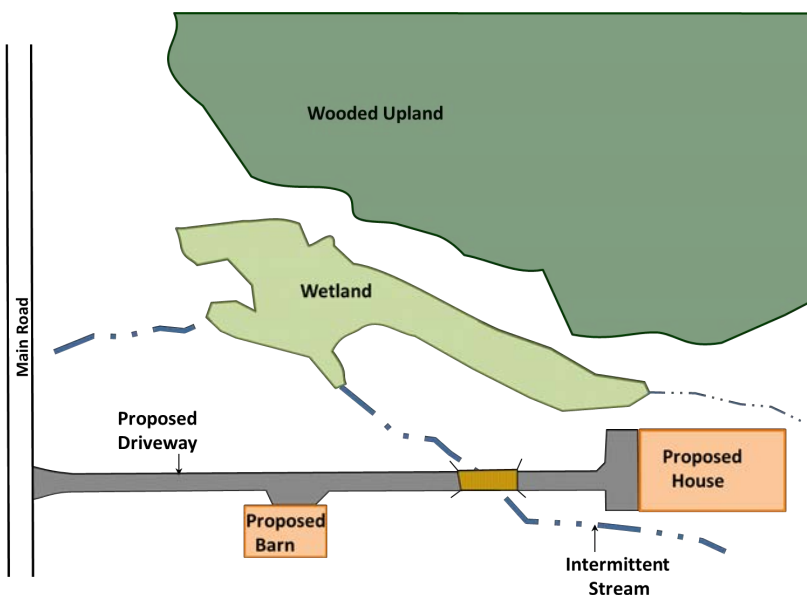 Wooded Upland
Wetland
Main Road
Proposed
Driveway
Proposed
House
Proposed
Barn
Intermittent
Stream